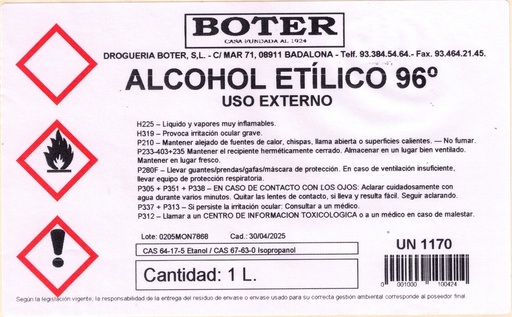 BOTER
CASA FUNDADA AL 1924
DROGUERIA BOTER, S.L. - C/ MAR 71, 08911 BADALONA - Telf. 93.384.54.64.- Fax. 93.464.21.45.
ALCOHOL ETÍLICO 96º
USO EXTERNO
H225 – Líquido y vapores muy inflamables.
H319 – Provoca irritación ocular grave.
P210 – Mantener alejado de fuentes de calor, chispas, llama abierta o superficies calientes. — No fumar.
P233-403+235 Mantener el recipiente herméticamente cerrado. Almacenar en un lugar bien ventilado.
Mantener en lugar fresco.
P280F – Llevar guantes/prendas/gafas/máscara de protección. En caso de ventilación insuficiente,
llevar equipo de protección respiratoria.
P305 + P351 + P338 – EN CASO DE CONTACTO CON LOS OJOS: Aclarar cuidadosamente con
agua durante varios minutos. Quitar las lentes de contacto, si lleva y resulta fácil. Seguir aclarando.
P337 + P313 – Si persiste la irritación ocular: Consultar a un médico.
P312 – Llamar a un CENTRO DE INFORMACION TOXICOLOGICA o a un médico en caso de malestar.
Lote: 0205MON7868 Cad.: 30/04/2025
CAS 64-17-5 Etanol / CAS 67-63-0 Isopropanol
UN 1170
Cantidad: 1 L.
0 001000 100424
Según la legislación vigente, la responsabilidad de la entrega del residuo de envase o envase usado para su correcta gestión ambiental corresponde al poseedor final